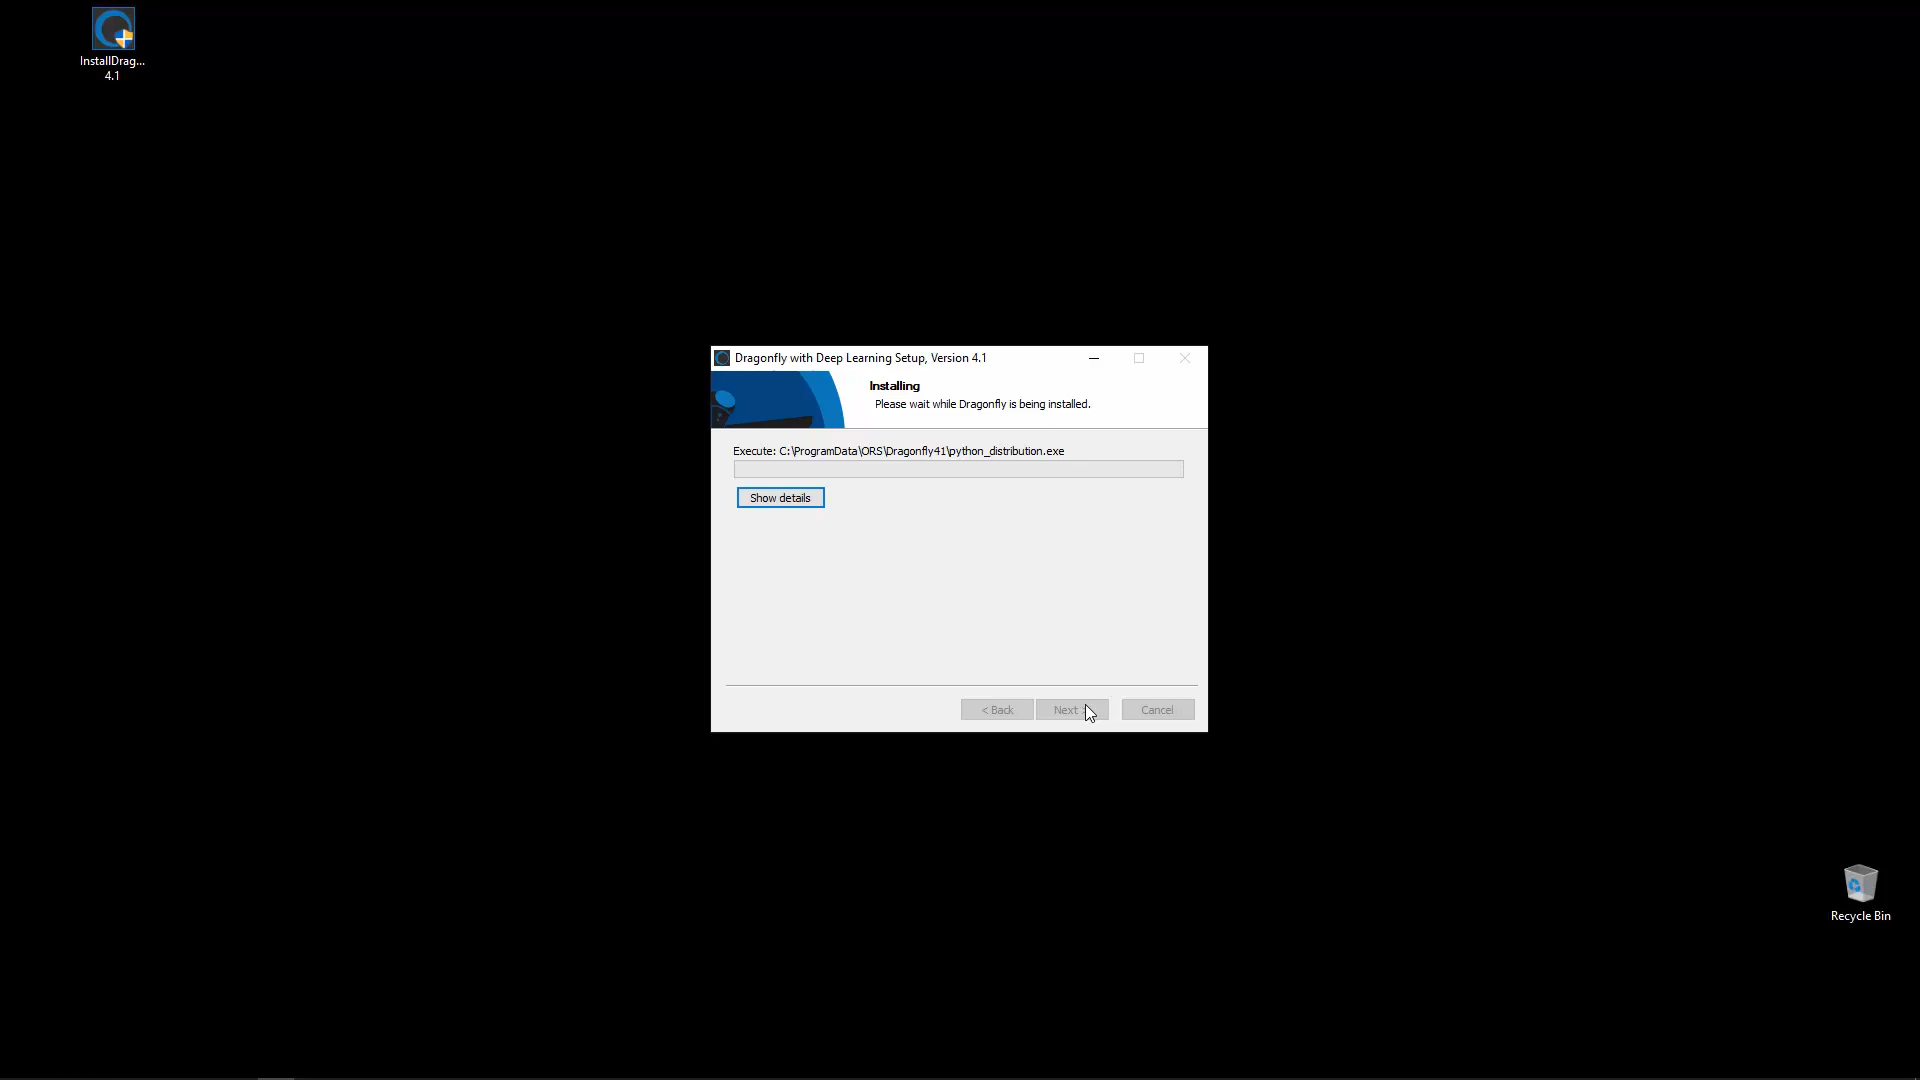 InstallDrag...
4.1
Dragonfly with Deep Learning Setup, Version 4.1
Installing
Please wait while Dragonfly is being installed.
Execute: C:\ProgramData\ORS\Dragonfly41\python_distribution.exe
Show details
< Back
Next >
Cancel
Recycle Bin